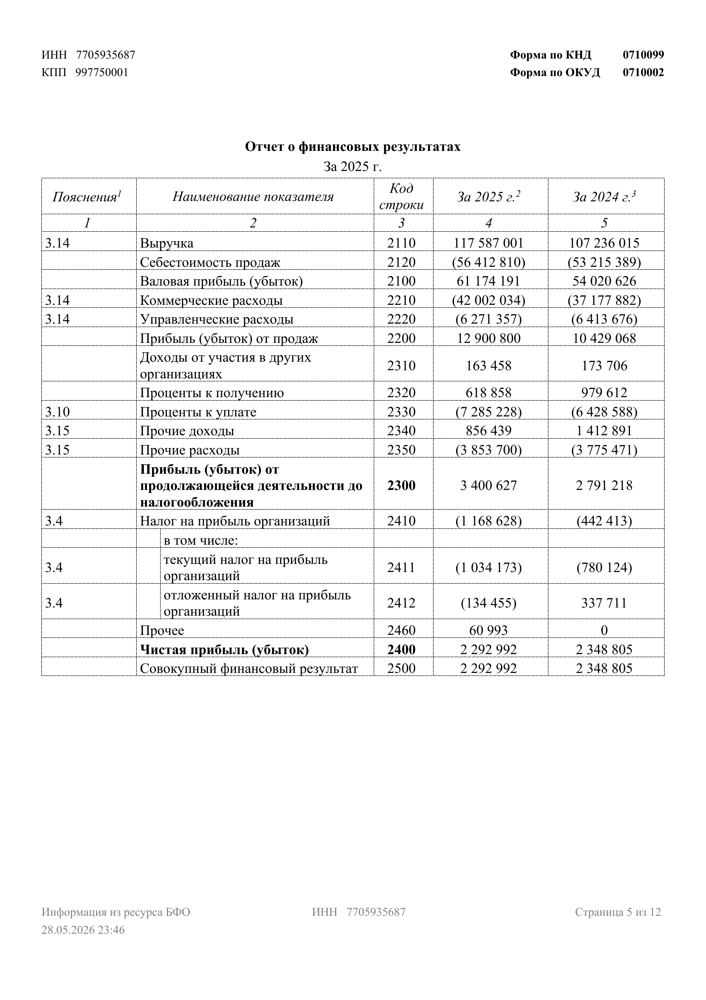 ИНН 7705935687 Форма по КНД 0710099
КПП 997750001 Форма по ОКУД 0710002
Отчет о финансовых результатах
За 2025 г.
Пояснения1 Наименование показателя Код строки За 2025 г.2 За 2024 г.3
1 2 3 4 5
3.14 Выручка 2110 117 587 001 107 236 015
Себестоимость продаж 2120 (56 412 810) (53 215 389)
Валовая прибыль (убыток) 2100 61 174 191 54 020 626
3.14 Коммерческие расходы 2210 (42 002 034) (37 177 882)
3.14 Управленческие расходы 2220 (6 271 357) (6 413 676)
Прибыль (убыток) от продаж 2200 12 900 800 10 429 068
Доходы от участия в других
организациях 2310 163 458 173 706
Проценты к получению 2320 618 858 979 612
3.10 Проценты к уплате 2330 (7 285 228) (6 428 588)
3.15 Прочие доходы 2340 856 439 1 412 891
3.15 Прочие расходы 2350 (3 853 700) (3 775 471)
Прибыль (убыток) от
продолжающейся деятельности до
налогообложения 2300 3 400 627 2 791 218
3.4 Налог на прибыль организаций 2410 (1 168 628) (442 413)
в том числе:
3.4 текущий налог на прибыль
организаций 2411 (1 034 173) (780 124)
3.4 отложенный налог на прибыль
организаций 2412 (134 455) 337 711
Прочее 2460 60 993 0
Чистая прибыль (убыток) 2400 2 292 992 2 348 805
Совокупный финансовый результат 2500 2 292 992 2 348 805
Информация из ресурса БФО ИНН 7705935687 Страница 5 из 12
28.05.2026 23:46